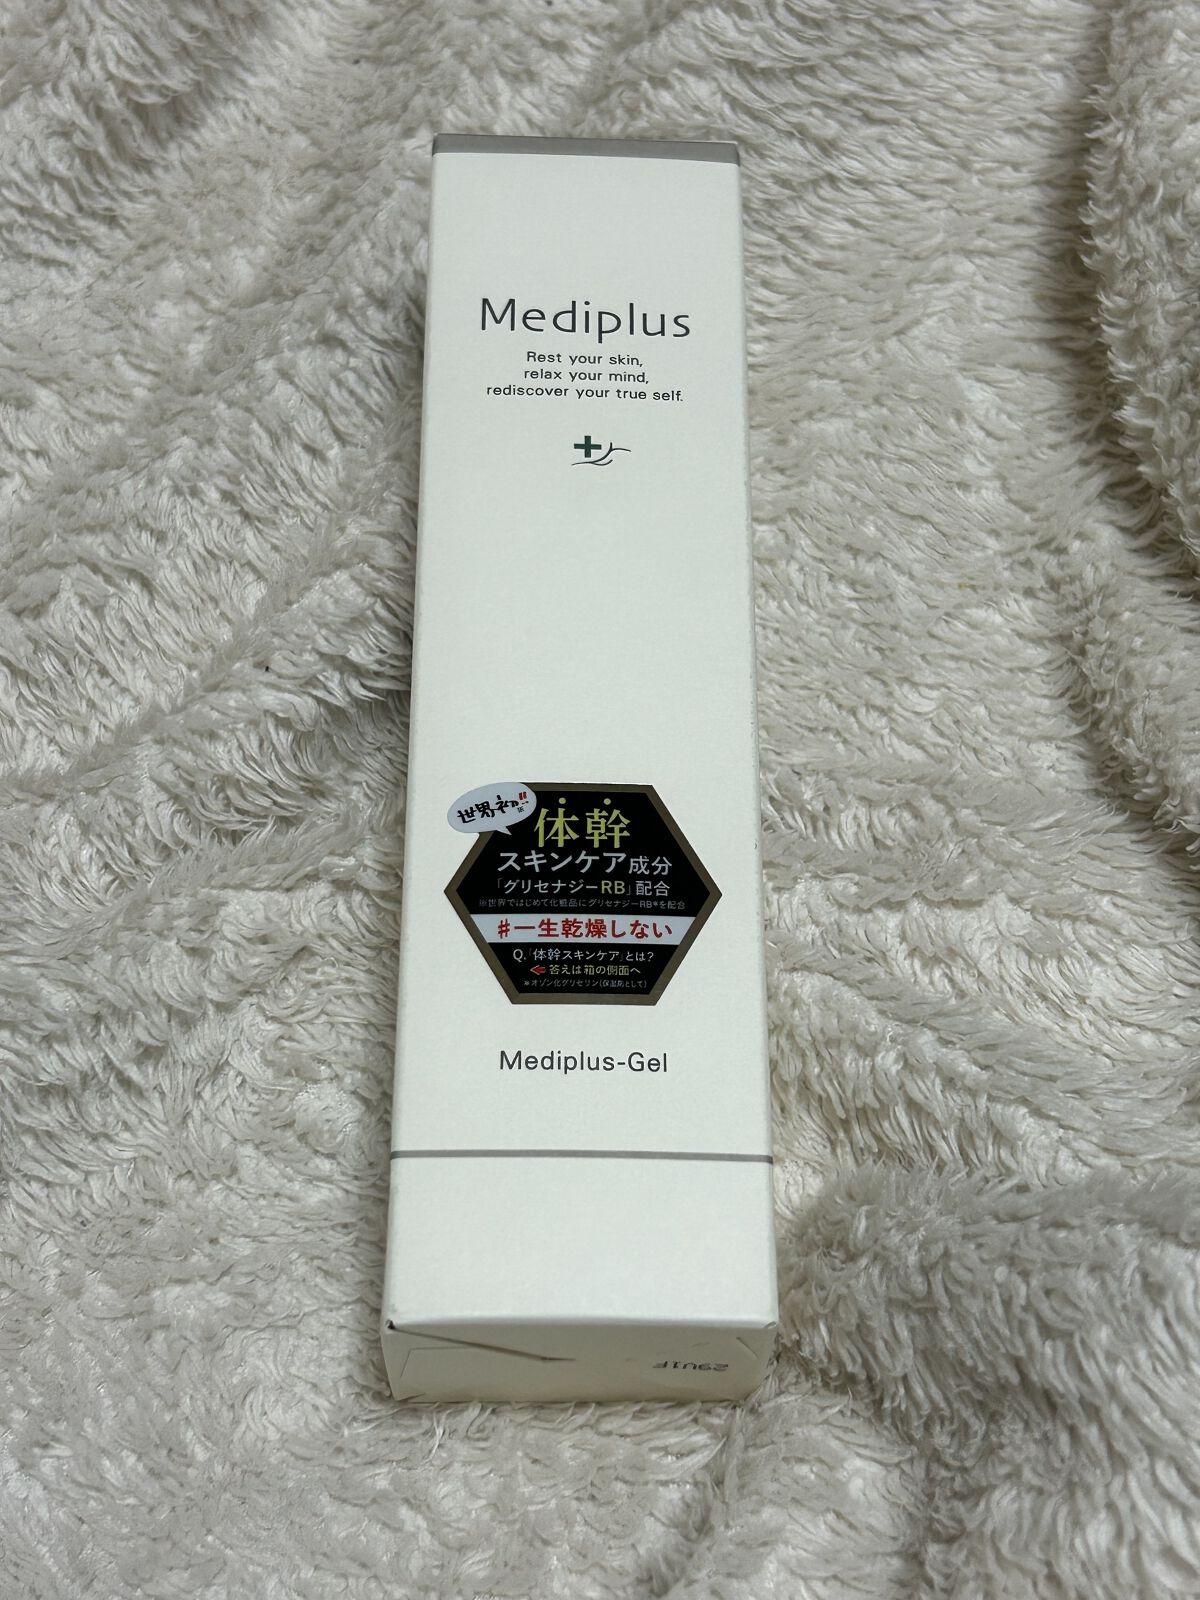 Mediplus
Rest your skin,
relax your mind,
rediscover your true self.
世界初!!※
体幹
スキンケア成分
「グリセナジーRB」配合
※世界ではじめて化粧品にグリセナジーRB*を配合
#一生乾燥しない
Q.「体幹スキンケア」とは?
答えは箱の側面へ
*オゾン化グリセリン(保湿剤として)
Mediplus-Gel
29U1F